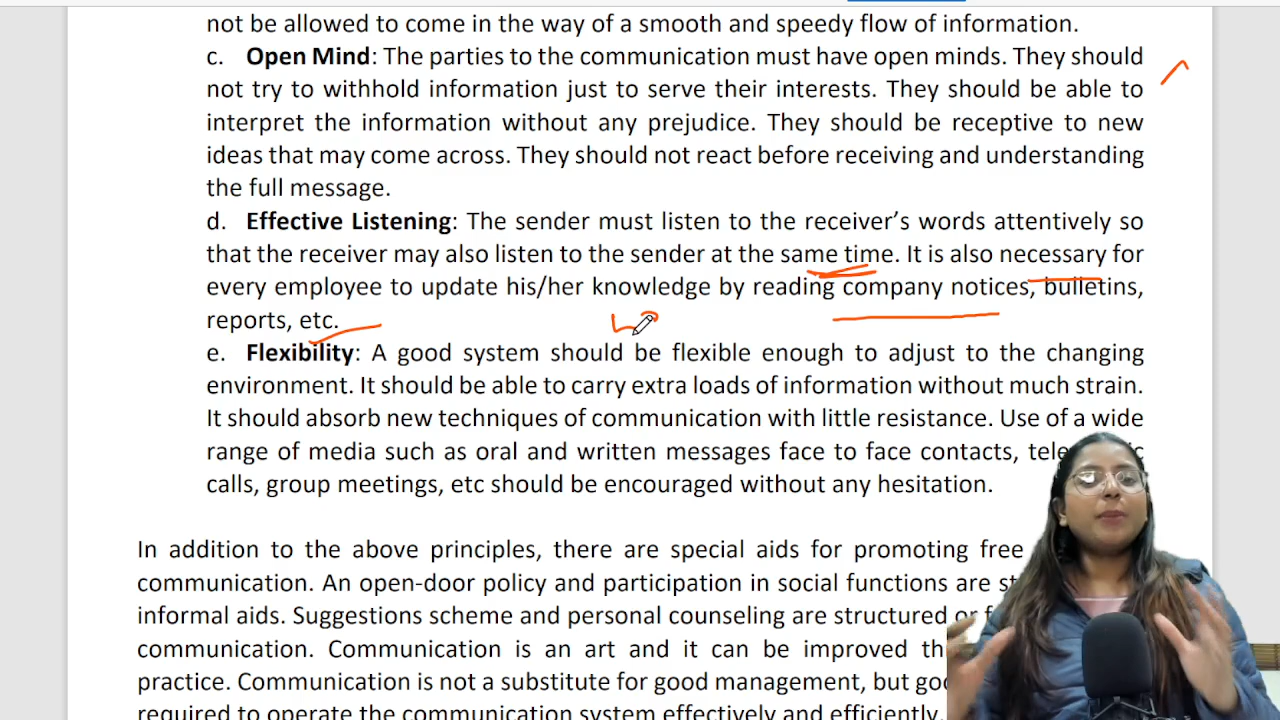 not be allowed to come in the way of a smooth and speedy flow of information.
c. Open Mind: The parties to the communication must have open minds. They should
not try to withhold information just to serve their interests. They should be able to
interpret the information without any prejudice. They should be receptive to new
ideas that may come across. They should not react before receiving and understanding
the full message.
d. Effective Listening: The sender must listen to the receiver’s words attentively so
that the receiver may also listen to the sender at the same time. It is also necessary for
every employee to update his/her knowledge by reading company notices, bulletins,
reports, etc.
e. Flexibility: A good system should be flexible enough to adjust to the changing
environment. It should be able to carry extra loads of information without much strain.
It should absorb new techniques of communication with little resistance. Use of a wide
range of media such as oral and written messages face to face contacts,
calls, group meetings, etc should be encouraged without any hesitation.
In addition to the above principles, there are special aids for promoting free
communication. An open-door policy and participation in social functions are
informal aids. Suggestions scheme and personal counseling are structured or
communication. Communication is an art and it can be improved
practice. Communication is not a substitute for good management, but
required to operate the communication system effectively and efficiently.